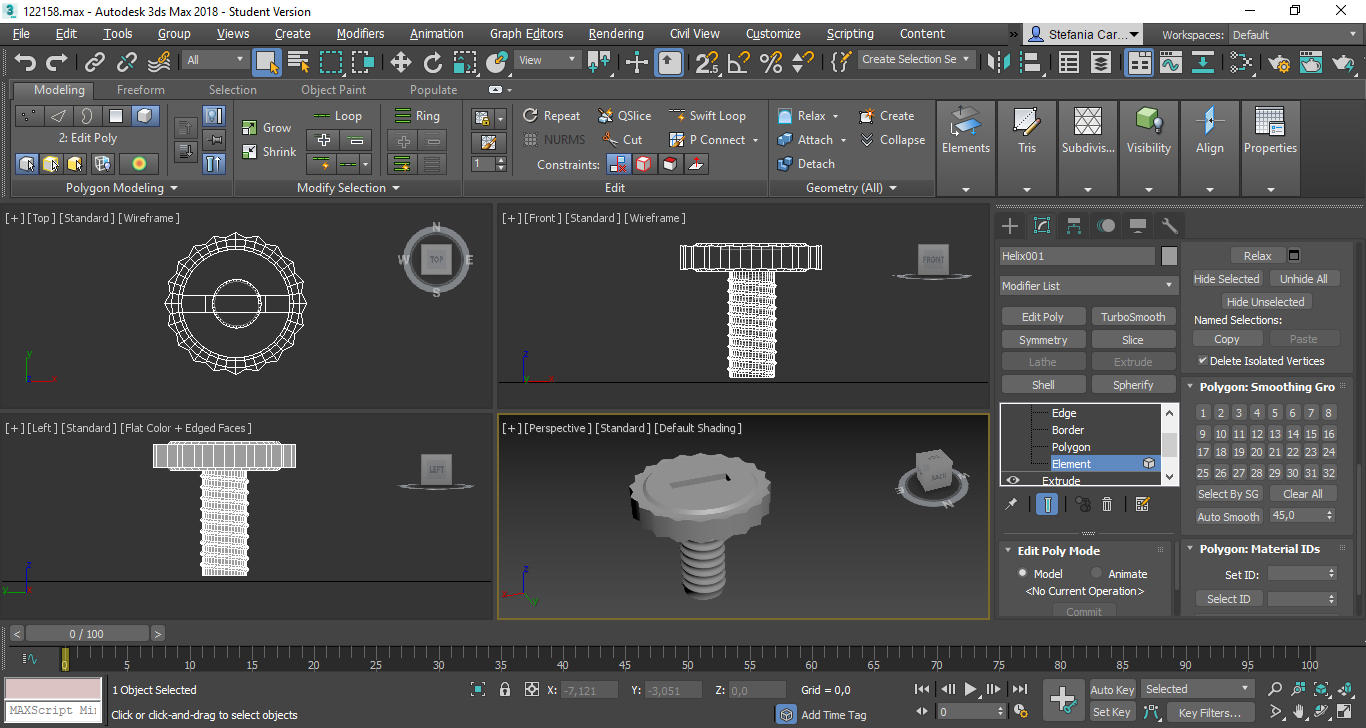 122158.max - Autodesk 3ds Max 2018 - Student Version
File Edit Tools Group Views Create Modifiers Animation Graph Editors Rendering Civil View Customize Scripting Content » Stefania Car... Workspaces: Default
All View Create Selection Se
Modeling Freeform Selection Object Paint Populate
Loop Ring Repeat QSlice Swift Loop Relax Create
2: Edit Poly Grow NURMS Cut P Connect Attach Collapse Elements Tris Subdivis... Visibility Align Properties
Shrink 1 Constraints: Detach
Polygon Modeling Modify Selection Edit Geometry (All)
[+] [Top] [Standard] [Wireframe]
N
W TOP E
S
y
z x
[+] [Front] [Standard] [Wireframe]
FRONT
z
y x
[+] [Left] [Standard] [Flat Color + Edged Faces]
LEFT
z
y
[+] [Perspective] [Standard] [Default Shading]
BACK
E N
z
x y
Helix001
Modifier List
Edit Poly TurboSmooth
Symmetry Slice
Lathe Extrude
Shell Spherify
Edge
Border
Polygon
Element
Extrude
Edit Poly Mode
Model Animate
<No Current Operation>
Commit
Relax
Hide Selected Unhide All
Hide Unselected
Named Selections:
Copy Paste
Delete Isolated Vertices
Polygon: Smoothing Gro
1 2 3 4 5 6 7 8
9 10 11 12 13 14 15 16
17 18 19 20 21 22 23 24
25 26 27 28 29 30 31 32
Select By SG Clear All
Auto Smooth 45,0
Polygon: Material IDs
Set ID:
Select ID
< 0 / 100 >
0 5 10 15 20 25 30 35 40 45 50 55 60 65 70 75 80 85 90 95 100
1 Object Selected X: -7,121 Y: -3,051 Z: 0,0 Grid = 0,0 Auto Key Selected
MAXScript Mi Click or click-and-drag to select objects Add Time Tag 0 Set Key Key Filters...